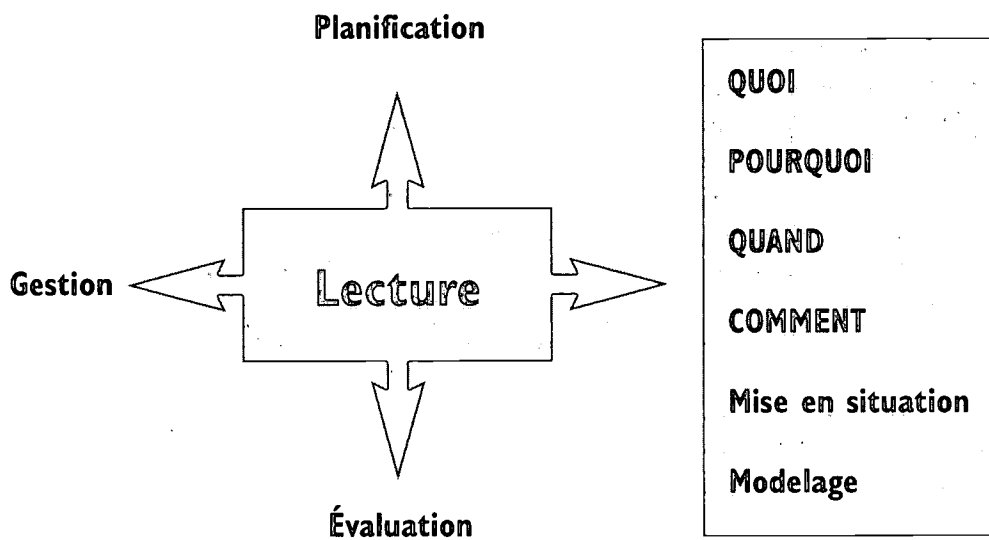 Planification
QUOI
POURQUOI
QUAND
Gestion
Lecture
COMMENT
Mise en situation
Modelage
Évaluation